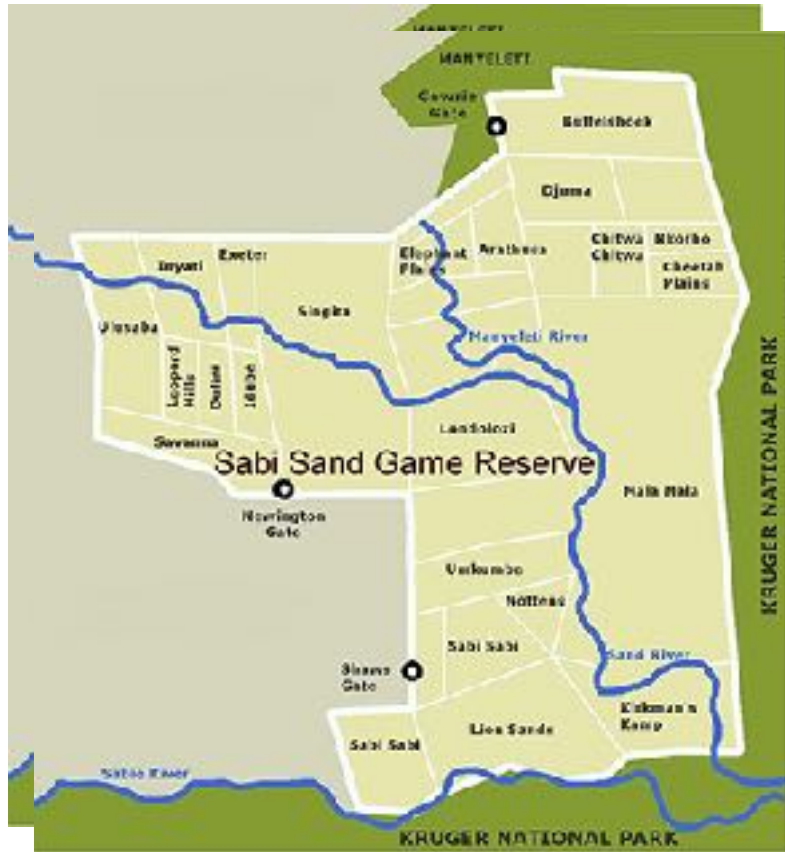 MANYELETI
Gowrie
Gate
Buffelshoek
Djuma
Exeter
Inyati
Elephant
Plains
Arathusa
Chitwa
Chitwa
Nkorho
Cheetah
Plains
Ulusaba
Singita
Manyeleti River
Leopard
Hills
Dulini
Idube
Savanna
Londolozi
Sabi Sand Game Reserve
Newington
Gate
Mala Mala
KRUGER NATIONAL PARK
Nottens
Sabi Sabi
Sand River
Shaws
Gate
Kirkman's
Kamp
Lion Sands
Sabi Sabi
Sabie River
KRUGER NATIONAL PARK